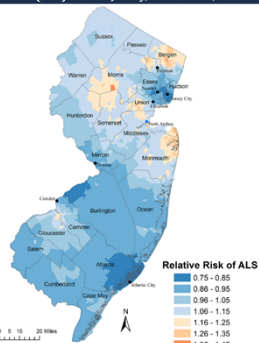 Sussex
Passaic
Bergen
Warren
Morris
Essex
Hudson
Jersey City
Union
Elizabeth
Hunterdon
Somerset
Perth Amboy
Middlesex
Mercer
Monmouth
Camden
Burlington
Ocean
Camden
Gloucester
Salem
Atlantic
Atlantic City
Cumberland
Cape May
N
0 5 10 20 Miles
Relative Risk of ALS
0.75 - 0.85
0.86 - 0.95
0.96 - 1.05
1.06 - 1.15
1.16 - 1.25
1.26 - 1.35